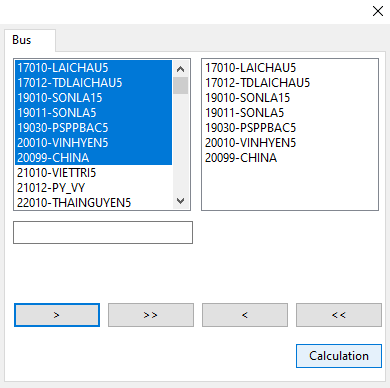 Bus
17010-LAICHAU5
17012-TDLAICHAU5
19010-SONLA15
19011-SONLA5
19030-PSPPBAC5
20010-VINHYEN5
20099-CHINA
21010-VIETTRI5
21012-PY_VY
22010-THAINGUYEN5
17010-LAICHAU5
17012-TDLAICHAU5
19010-SONLA15
19011-SONLA5
19030-PSPPBAC5
20010-VINHYEN5
20099-CHINA
> >> < <<
Calculation